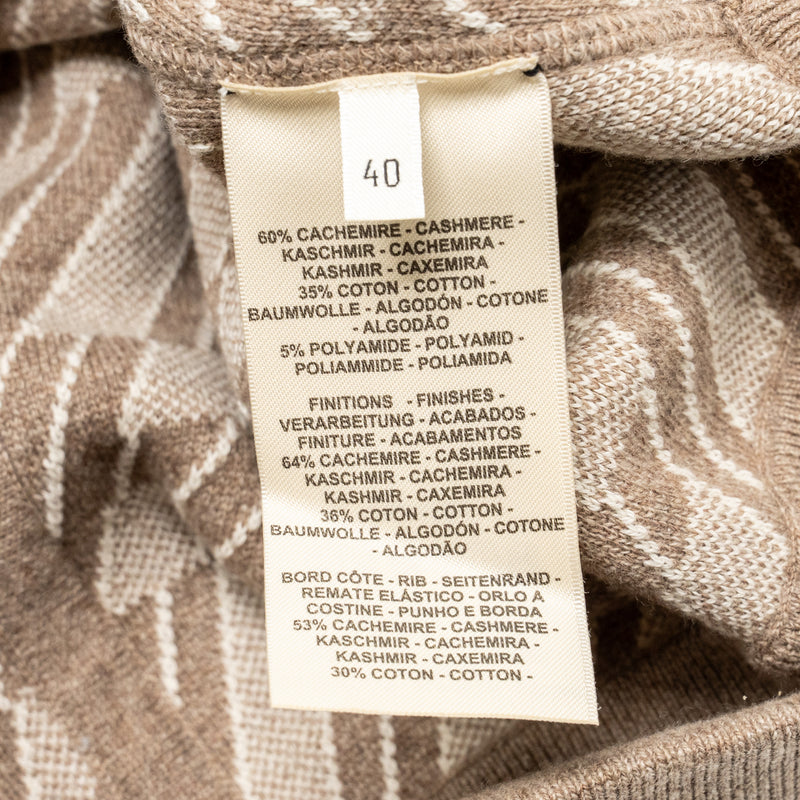 40
60% CACHEMIRE - CASHMERE -
KASCHMIR - CACHEMIRA -
KASHMIR - CAXEMIRA
35% COTON - COTTON -
BAUMWOLLE - ALGODÓN - COTONE
- ALGODÃO
5% POLYAMIDE - POLYAMID -
POLIAMMIDE - POLIAMIDA
FINITIONS - FINISHES -
VERARBEITUNG - ACABADOS -
FINITURE - ACABAMENTOS
64% CACHEMIRE - CASHMERE -
KASCHMIR - CACHEMIRA -
KASHMIR - CAXEMIRA
36% COTON - COTTON -
BAUMWOLLE - ALGODÓN - COTONE
- ALGODÃO
BORD CÔTE - RIB - SEITENRAND -
REMATE ELÁSTICO - ORLO A
COSTINE - PUNHO E BORDA
53% CACHEMIRE - CASHMERE -
KASCHMIR - CACHEMIRA -
KASHMIR - CAXEMIRA
30% COTON - COTTON -